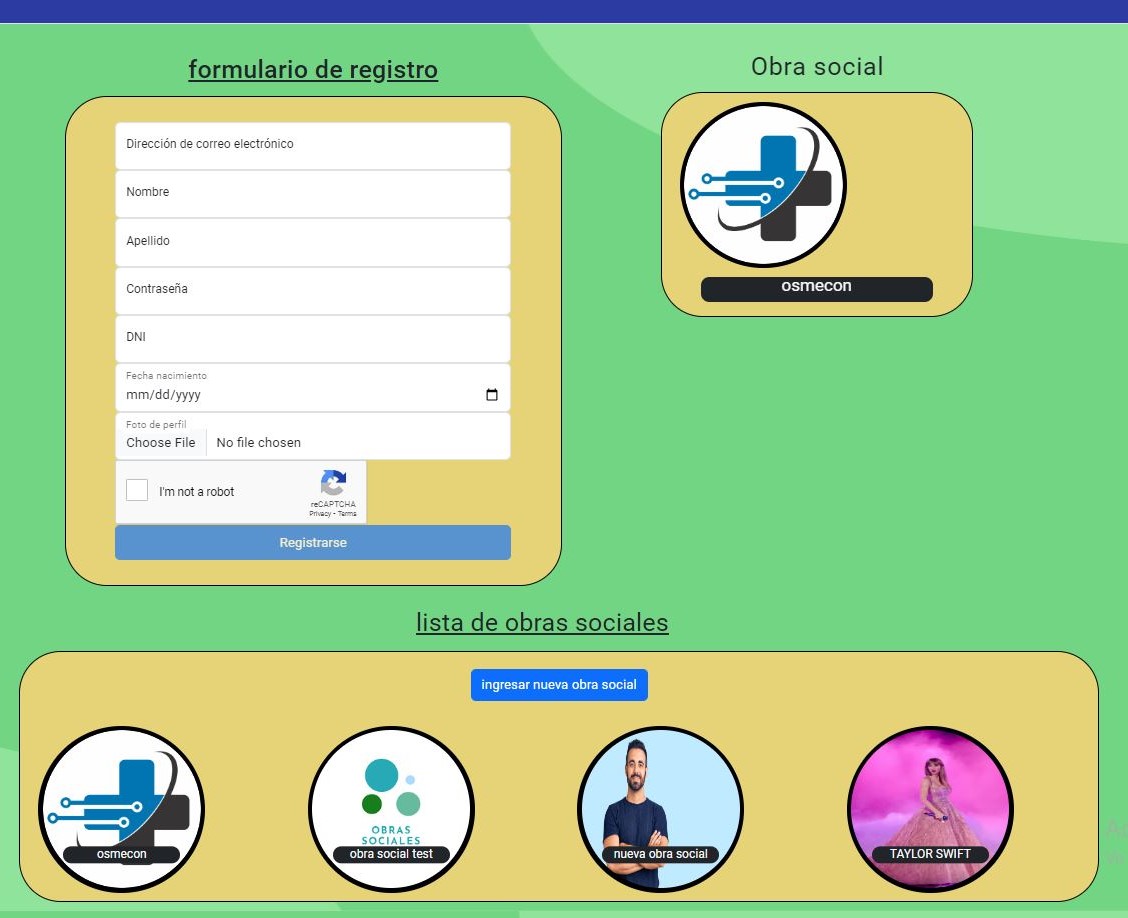 formulario de registro
Dirección de correo electrónico
Nombre
Apellido
Contraseña
DNI
Fecha nacimiento
mm/dd/yyyy
Foto de perfil
Choose File No file chosen
I'm not a robot
reCAPTCHA
Privacy - Terms
Registrarse
Obra social
osmecon
lista de obras sociales
ingresar nueva obra social
osmecon
OBRAS
SOCIALES
obra social test
nueva obra social
TAYLOR SWIFT